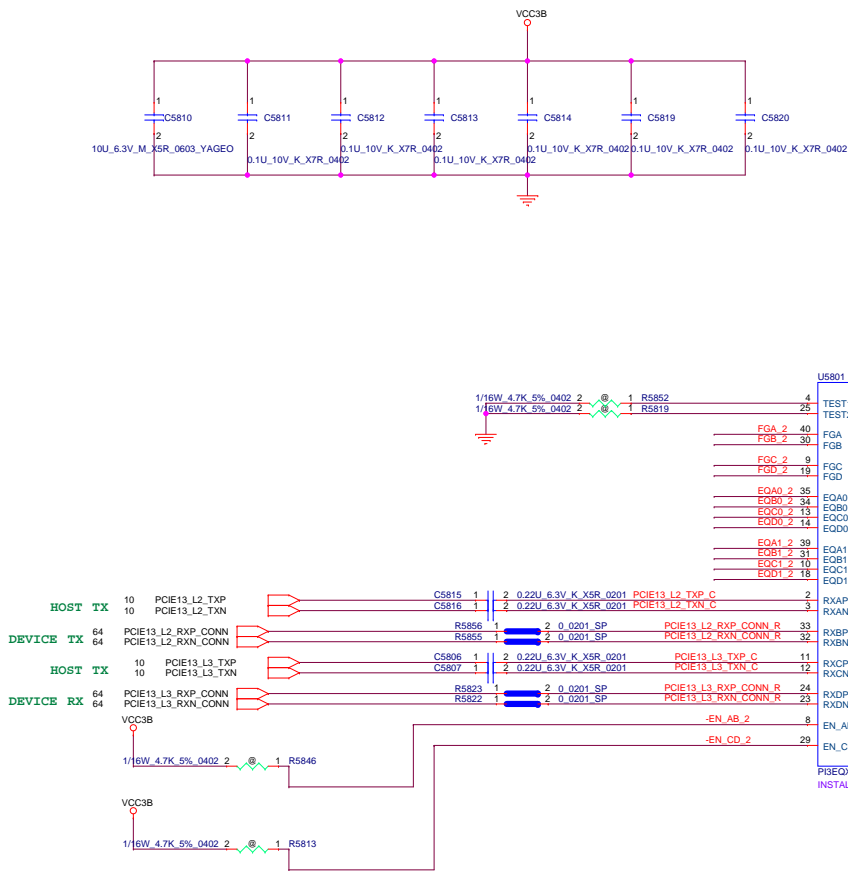 VCC3B
1 1 1 1 1 1 1
C5810 C5811 C5812 C5813 C5814 C5819 C5820
2 2 2 2 2 2 2
10U_6.3V_M_X5R_0603_YAGEO 0.1U_10V_K_X7R_0402 0.1U_10V_K_X7R_0402 0.1U_10V_K_X7R_0402
0.1U_10V_K_X7R_0402 0.1U_10V_K_X7R_0402
U5801
1/16W_4.7K_5%_0402 2 @ 1 R5852 4 TEST1
1/16W_4.7K_5%_0402 2 @ 1 R5819 25 TEST2
FGA_2 40 FGA
FGB_2 30 FGB
FGC_2 9 FGC
FGD_2 19 FGD
EQA0_2 35 EQA0
EQB0_2 34 EQB0
EQC0_2 13 EQC0
EQD0_2 14 EQD0
EQA1_2 39 EQA1
EQB1_2 31 EQB1
EQC1_2 10 EQC1
EQD1_2 18 EQD1
HOST TX
10 PCIE13_L2_TXP C5815 1 2 0.22U_6.3V_K_X5R_0201 PCIE13_L2_TXP_C 2 RXAP
10 PCIE13_L2_TXN C5816 1 2 0.22U_6.3V_K_X5R_0201 PCIE13_L2_TXN_C 3 RXAN
DEVICE TX
64 PCIE13_L2_RXP_CONN R5856 1 2 0_0201_SP PCIE13_L2_RXP_CONN_R 33 RXBP
64 PCIE13_L2_RXN_CONN R5855 1 2 0_0201_SP PCIE13_L2_RXN_CONN_R 32 RXBN
HOST TX
10 PCIE13_L3_TXP C5806 1 2 0.22U_6.3V_K_X5R_0201 PCIE13_L3_TXP_C 11 RXCP
10 PCIE13_L3_TXN C5807 1 2 0.22U_6.3V_K_X5R_0201 PCIE13_L3_TXN_C 12 RXCN
DEVICE RX
64 PCIE13_L3_RXP_CONN R5823 1 2 0_0201_SP PCIE13_L3_RXP_CONN_R 24 RXDP
64 PCIE13_L3_RXN_CONN R5822 1 2 0_0201_SP PCIE13_L3_RXN_CONN_R 23 RXDN
VCC3B
-EN_AB_2 8 EN_A
-EN_CD_2 29 EN_C
1/16W_4.7K_5%_0402 2 @ 1 R5846
PI3EQX
INSTAL
VCC3B
1/16W_4.7K_5%_0402 2 @ 1 R5813